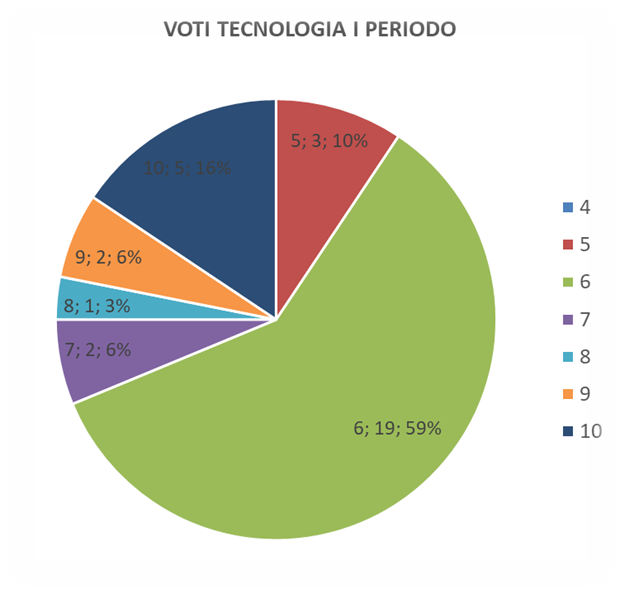 VOTI TECNOLOGIA I PERIODO
5; 3; 10%
10; 5; 16%
9; 2; 6%
8; 1; 3%
7; 2; 6%
6; 19; 59%
4
5
6
7
8
9
10